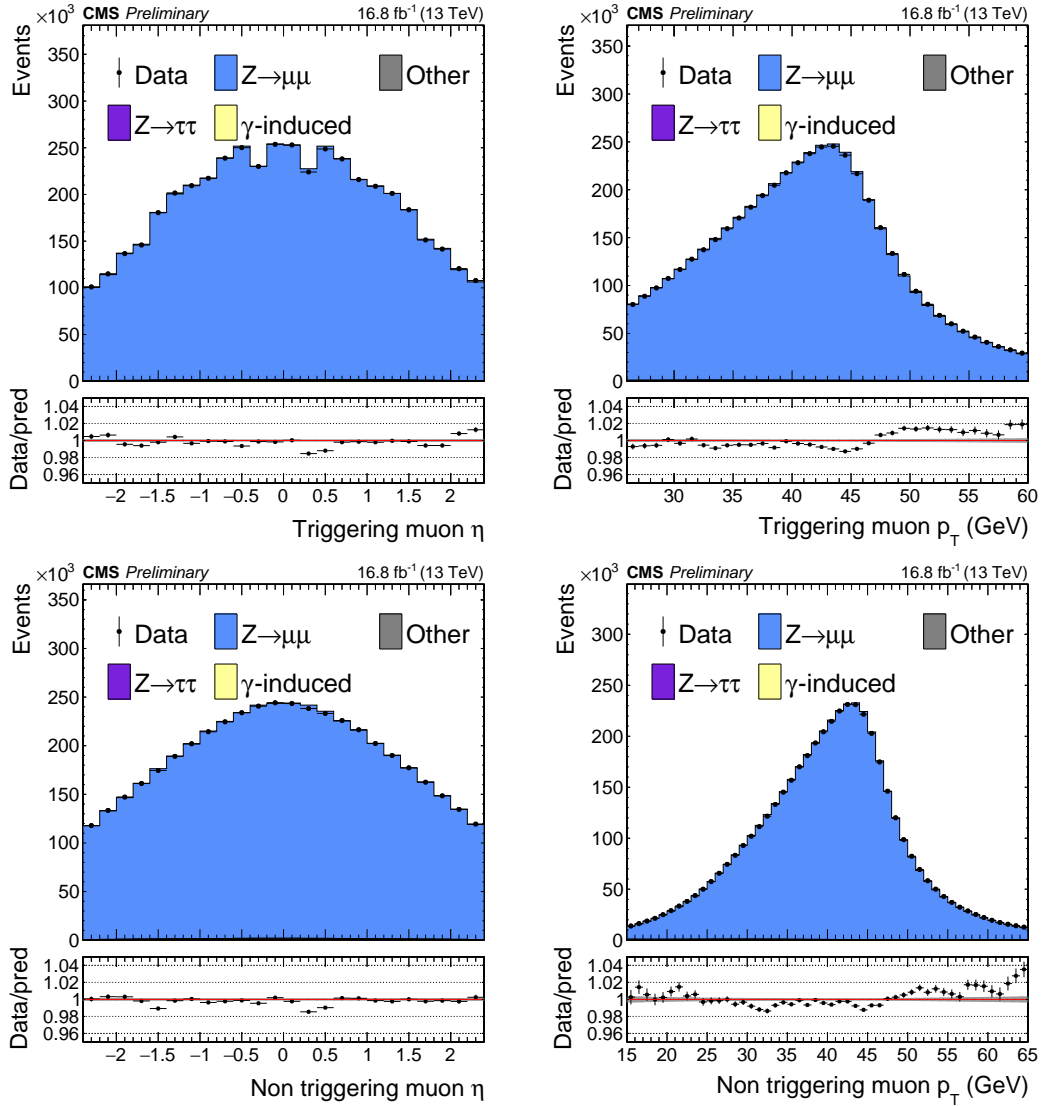 CMS Preliminary 16.8 fb⁻¹ (13 TeV)
×10³
Events
350
300
250
200
150
100
50
0
Data Z→μμ Other
Z→ττ γ-induced
Data/pred
1.04
1.02
1
0.98
0.96
−2 −1.5 −1 −0.5 0 0.5 1 1.5 2
Triggering muon η
CMS Preliminary 16.8 fb⁻¹ (13 TeV)
×10³
Events
350
300
250
200
150
100
50
0
Data Z→μμ Other
Z→ττ γ-induced
Data/pred
1.04
1.02
1
0.98
0.96
30 35 40 45 50 55 60
Triggering muon p_T (GeV)
CMS Preliminary 16.8 fb⁻¹ (13 TeV)
×10³
Events
350
300
250
200
150
100
50
0
Data Z→μμ Other
Z→ττ γ-induced
Data/pred
1.04
1.02
1
0.98
0.96
−2 −1.5 −1 −0.5 0 0.5 1 1.5 2
Non triggering muon η
CMS Preliminary 16.8 fb⁻¹ (13 TeV)
×10³
Events
300
250
200
150
100
50
0
Data Z→μμ Other
Z→ττ γ-induced
Data/pred
1.04
1.02
1
0.98
0.96
15 20 25 30 35 40 45 50 55 60 65
Non triggering muon p_T (GeV)